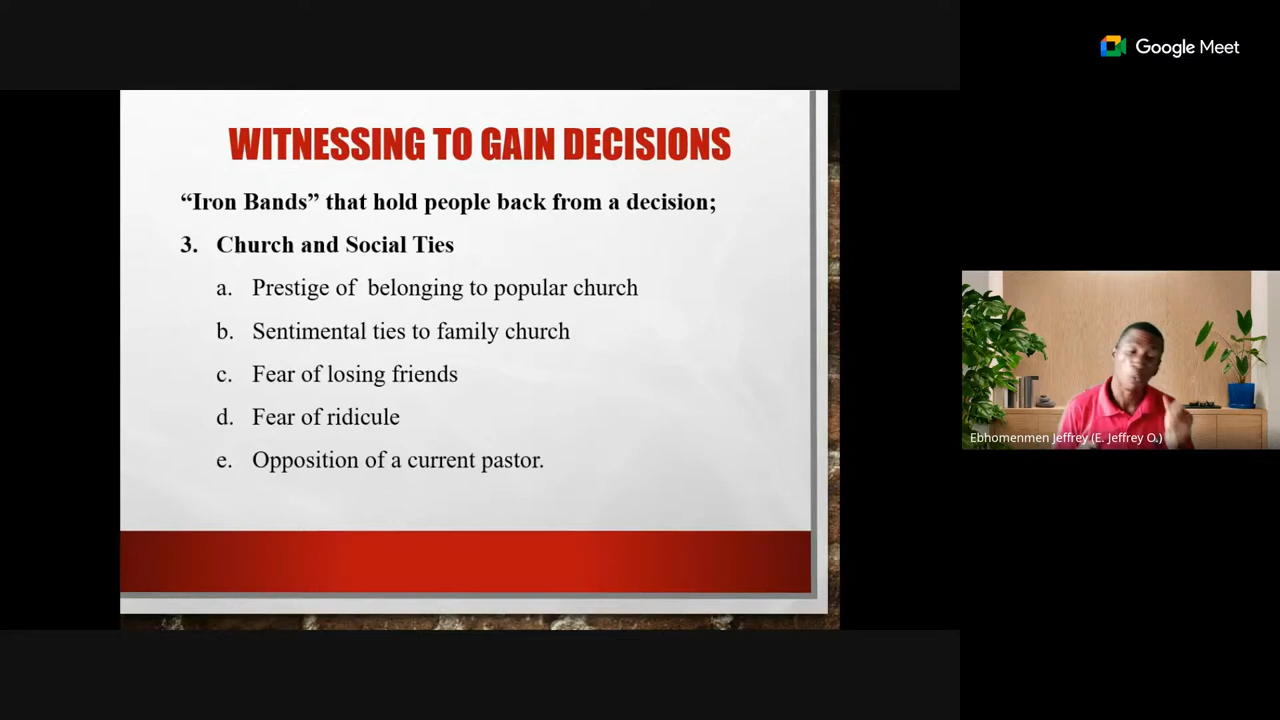 Google Meet
WITNESSING TO GAIN DECISIONS
“Iron Bands” that hold people back from a decision;
3. Church and Social Ties
a. Prestige of belonging to popular church
b. Sentimental ties to family church
c. Fear of losing friends
d. Fear of ridicule
e. Opposition of a current pastor.
Ebhomenmen Jeffrey (E. Jeffrey O.)